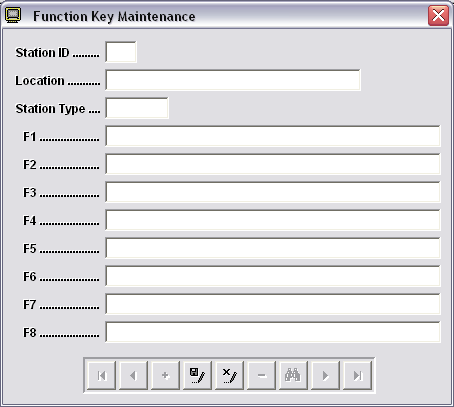 Function Key Maintenance
Station ID .........
Location ...........
Station Type ....
F1 ....................
F2 ....................
F3 ....................
F4 ....................
F5 ....................
F6 ....................
F7 ....................
F8 ....................